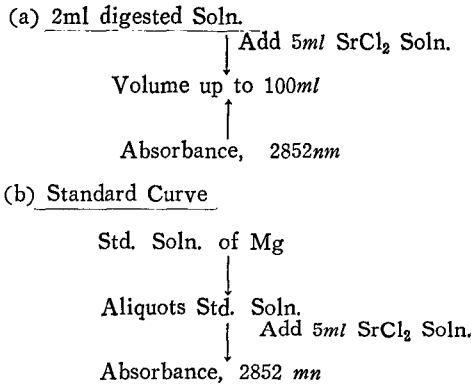 (a) 2ml digested Soln.
Add 5ml SrCl₂ Soln.
Volume up to 100ml
Absorbance, 2852nm
(b) Standard Curve
Std. Soln. of Mg
Aliquots Std. Soln.
Add 5ml SrCl₂ Soln.
Absorbance, 2852 mn